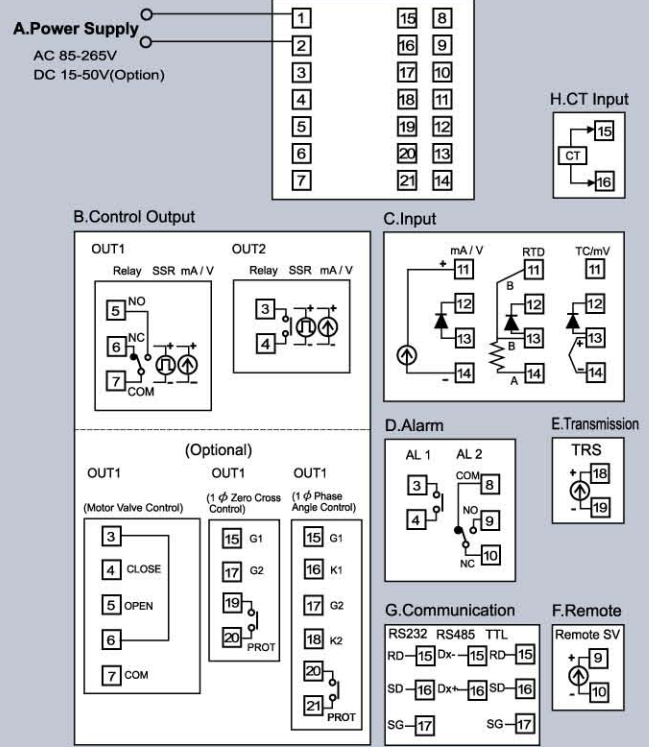 A.Power Supply
AC 85-265V
DC 15-50V(Option)
1 15 8
2 16 9
3 17 10
4 18 11
5 19 12
6 20 13
7 21 14
H.CT Input
15
CT
16
B.Control Output
OUT1
Relay SSR mA / V
5 NO
6 NC
7 COM
+ +
- -
OUT2
Relay SSR mA / V
3
4
+ +
- -
(Optional)
OUT1
(Motor Valve Control)
3
4 CLOSE
5 OPEN
6
7 COM
OUT1
(1 ϕ Zero Cross
Control)
15 G1
17 G2
19
20 PROT
OUT1
(1 ϕ Phase
Angle Control)
15 G1
16 K1
17 G2
18 K2
20
21 PROT
C.Input
mA / V
+ 11
12
13
- 14
RTD
11
B
12
13
B
A 14
TC/mV
11
12
13
+
- 14
D.Alarm
AL 1
3
4
AL 2
COM 8
NO 9
NC 10
E.Transmission
TRS
+ 18
- 19
G.Communication
RS232 RS485 TTL
RD 15 Dx- 15 RD 15
SD 16 Dx+ 16 SD 16
SG 17 SG 17
F.Remote
Remote SV
+ 9
- 10